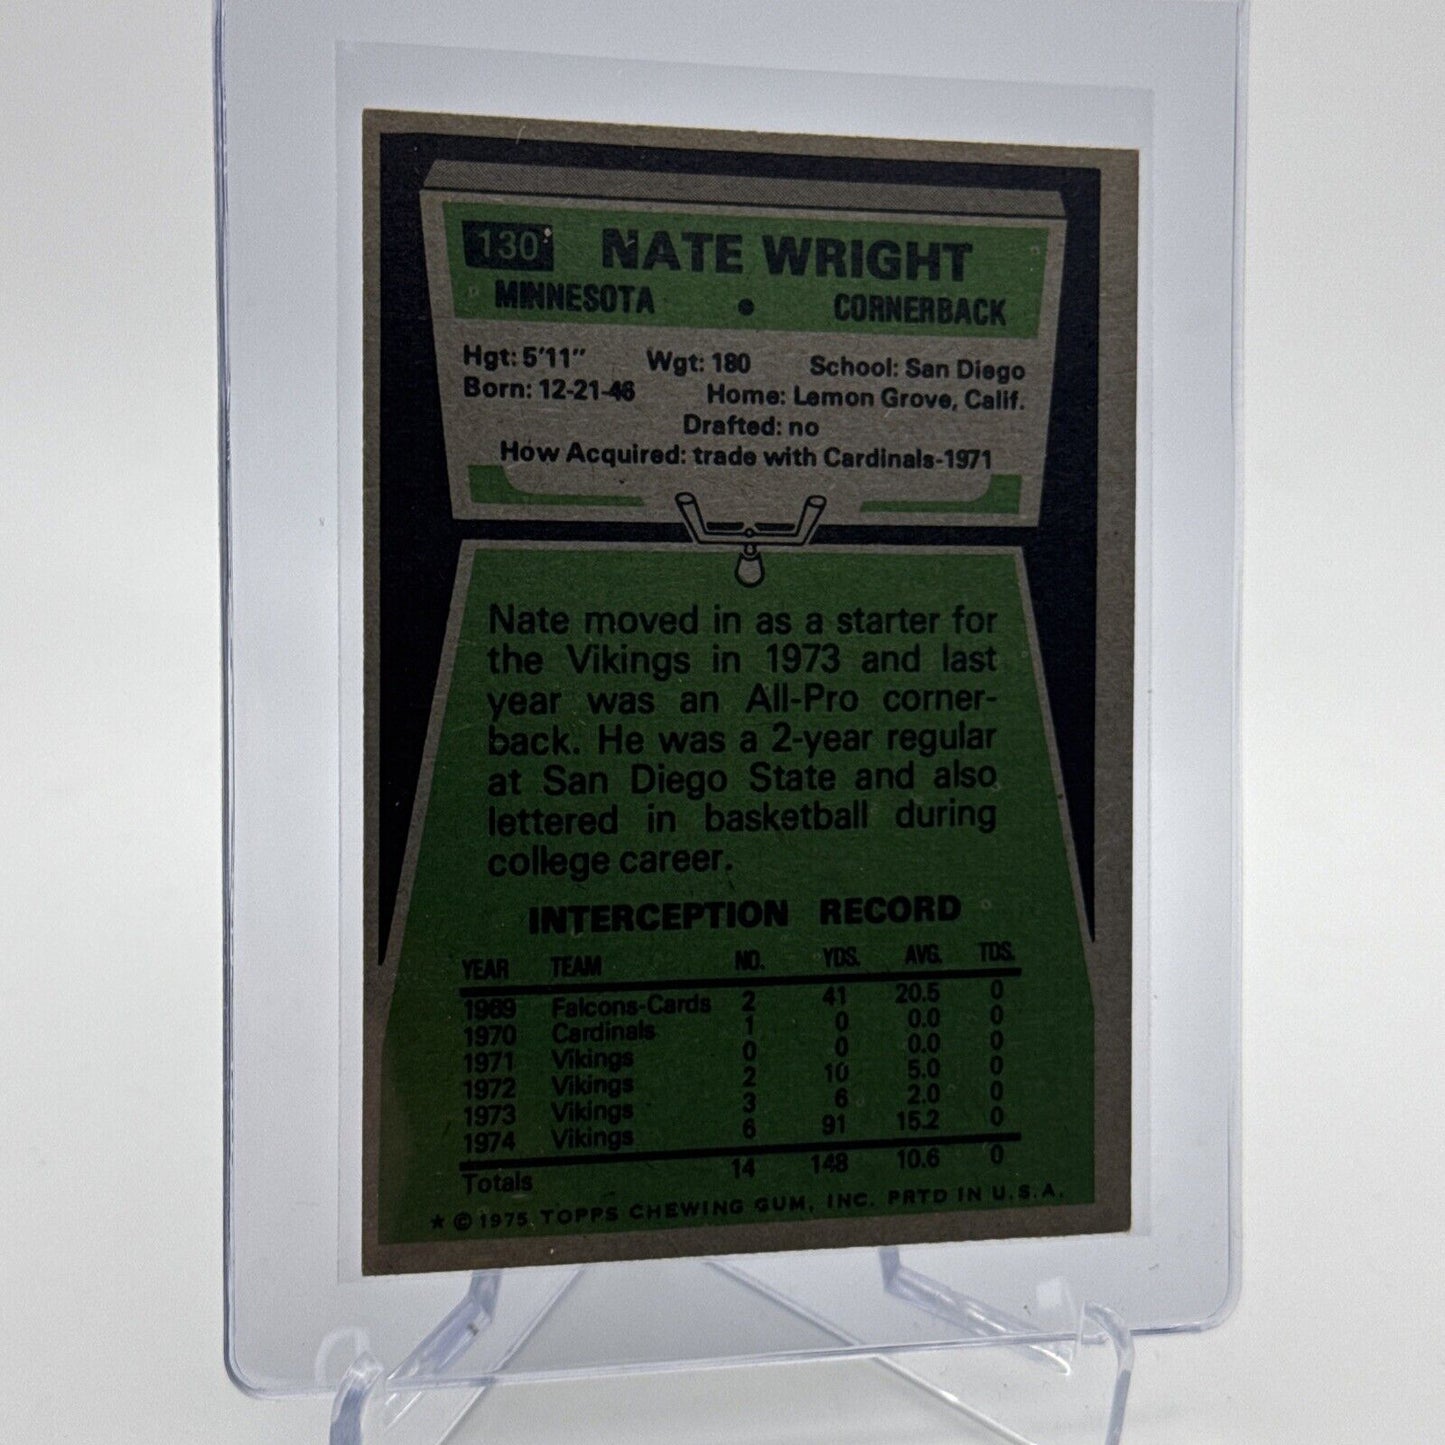 130 NATE WRIGHT
MINNESOTA • CORNERBACK
Hgt: 5'11" Wgt: 180 School: San Diego
Born: 12-21-46 Home: Lemon Grove, Calif.
Drafted: no
How Acquired: trade with Cardinals-1971
Nate moved in as a starter for
the Vikings in 1973 and last
year was an All-Pro corner-
back. He was a 2-year regular
at San Diego State and also
lettered in basketball during
college career.
INTERCEPTION RECORD
YEAR TEAM NO. YDS. AVG. TDS.
1969 Falcons-Cards 2 41 20.5 0
1970 Cardinals 1 0 0.0 0
1971 Vikings 0 0 0.0 0
1972 Vikings 2 10 5.0 0
1973 Vikings 3 6 2.0 0
1974 Vikings 6 91 15.2 0
Totals 14 148 10.6 0
★ © 1975 TOPPS CHEWING GUM, INC. PRTD IN U.S.A.